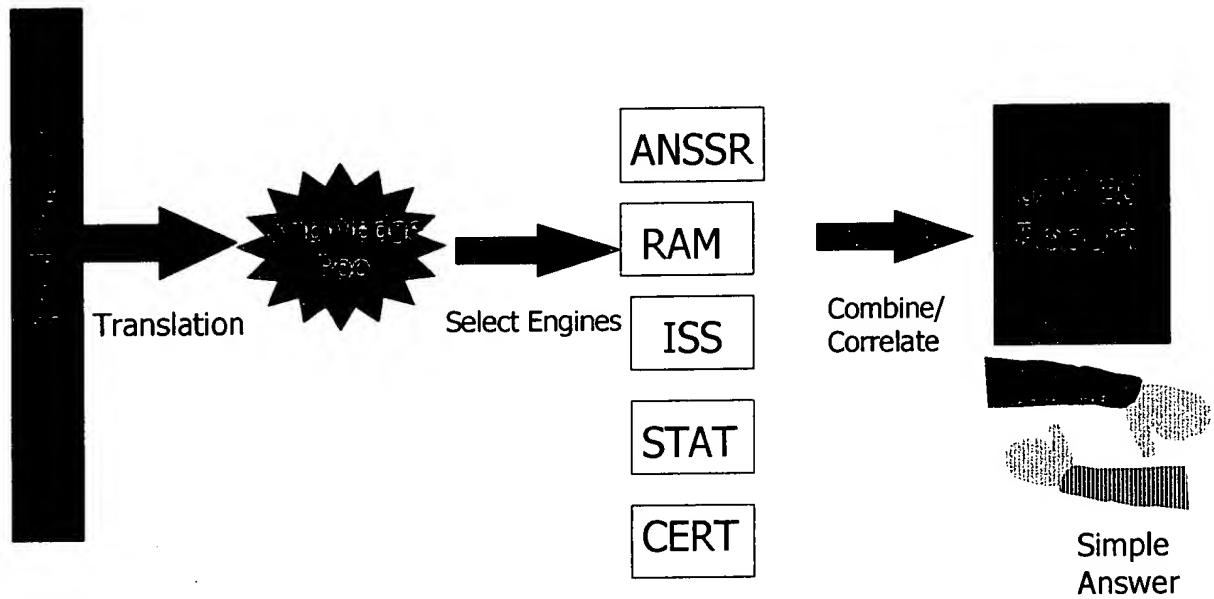 Translation
Select Engines
ANSSR
RAM
ISS
STAT
CERT
Combine/
Correlate
Simple
Answer